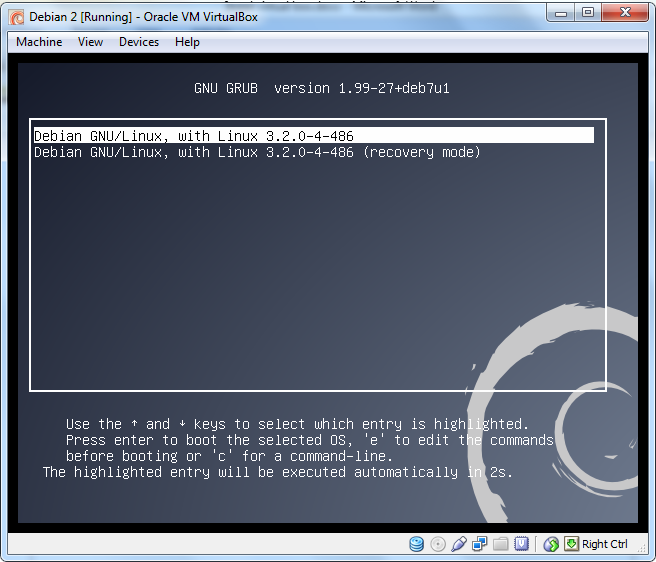 Debian 2 [Running] - Oracle VM VirtualBox
Machine View Devices Help
GNU GRUB version 1.99-27+deb7u1
Debian GNU/Linux, with Linux 3.2.0-4-486
Debian GNU/Linux, with Linux 3.2.0-4-486 (recovery mode)
Use the ↑ and ↓ keys to select which entry is highlighted.
Press enter to boot the selected OS, 'e' to edit the commands
before booting or 'c' for a command-line.
The highlighted entry will be executed automatically in 2s.
Right Ctrl